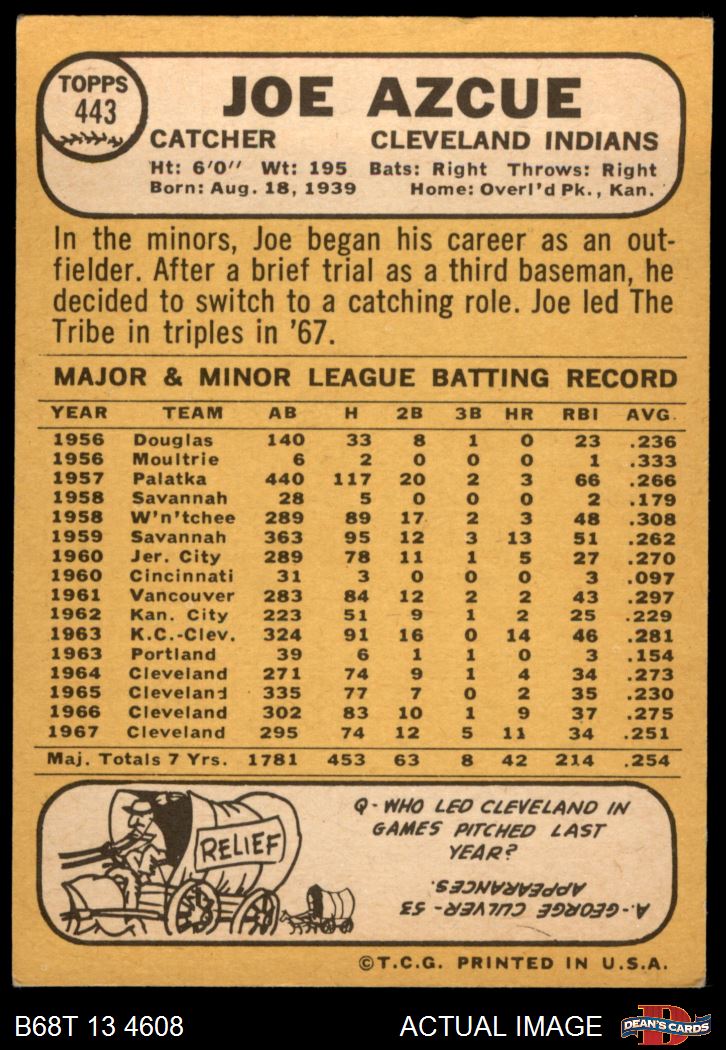 TOPPS
443
JOE AZCUE
CATCHER CLEVELAND INDIANS
Ht: 6'0" Wt: 195 Bats: Right Throws: Right
Born: Aug. 18, 1939 Home: Overl'd Pk., Kan.
In the minors, Joe began his career as an out-
fielder. After a brief trial as a third baseman, he
decided to switch to a catching role. Joe led The
Tribe in triples in '67.
MAJOR & MINOR LEAGUE BATTING RECORD
YEAR TEAM AB H 2B 3B HR RBI AVG.
1956 Douglas 140 33 8 1 0 23 .236
1956 Moultrie 6 2 0 0 0 1 .333
1957 Palatka 440 117 20 2 3 66 .266
1958 Savannah 28 5 0 0 0 2 .179
1958 W'n'tchee 289 89 17 2 3 48 .308
1959 Savannah 363 95 12 3 13 51 .262
1960 Jer. City 289 78 11 1 5 27 .270
1960 Cincinnati 31 3 0 0 0 3 .097
1961 Vancouver 283 84 12 2 2 43 .297
1962 Kan. City 223 51 9 1 2 25 .229
1963 K.C.-Clev. 324 91 16 0 14 46 .281
1963 Portland 39 6 1 1 0 3 .154
1964 Cleveland 271 74 9 1 4 34 .273
1965 Cleveland 335 77 7 0 2 35 .230
1966 Cleveland 302 83 10 1 9 37 .275
1967 Cleveland 295 74 12 5 11 34 .251
Maj. Totals 7 Yrs. 1781 453 63 8 42 214 .254
RELIEF
Q-WHO LED CLEVELAND IN
GAMES PITCHED LAST
YEAR?
A-GEORGE CULVER-53
APPEARANCES.
©T.C.G. PRINTED IN U.S.A.
B68T 13 4608 ACTUAL IMAGE DEAN'S CARDS